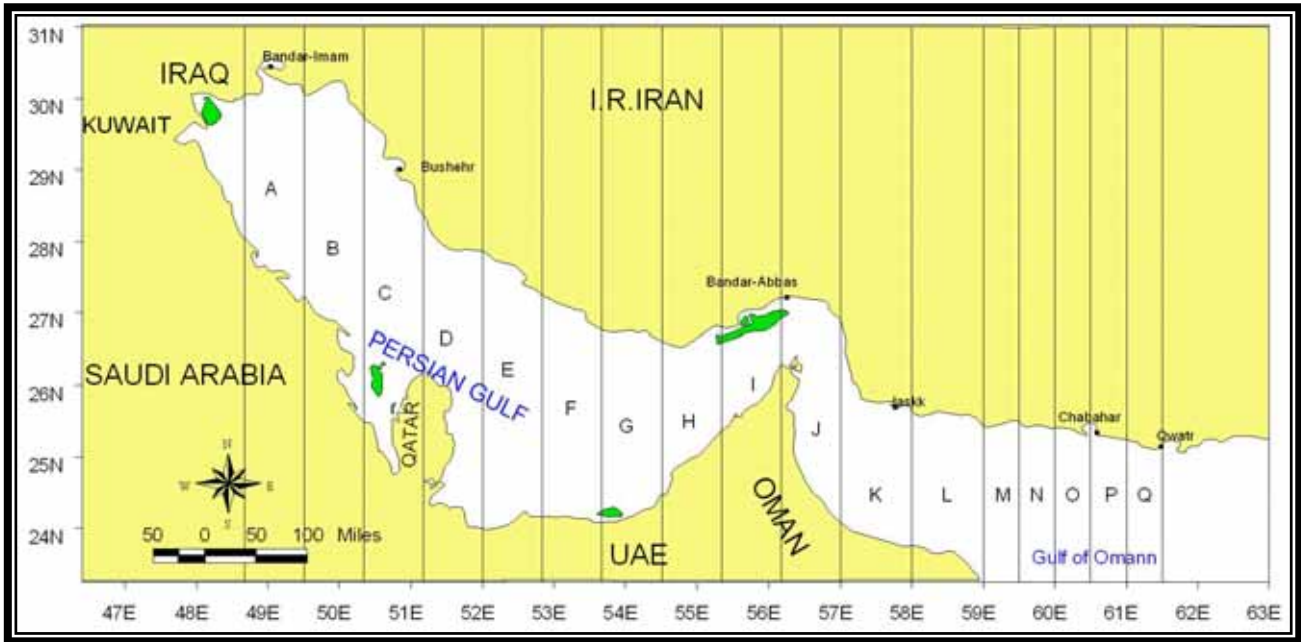 31N
30N
29N
28N
27N
26N
25N
24N
Bandar-Imam
IRAQ
I.R.IRAN
KUWAIT
Bushehr
A
B
C
Bandar-Abbas
D
PERSIAN GULF
E
SAUDI ARABIA
I
F
QATAR
G
H
J
Jaskk
Chabahar
Qwatr
K
L
M
N
O
P
Q
OMAN
N
W
E
S
50 0 50 100 Miles
UAE
Gulf of Omann
47E 48E 49E 50E 51E 52E 53E 54E 55E 56E 57E 58E 59E 60E 61E 62E 63E